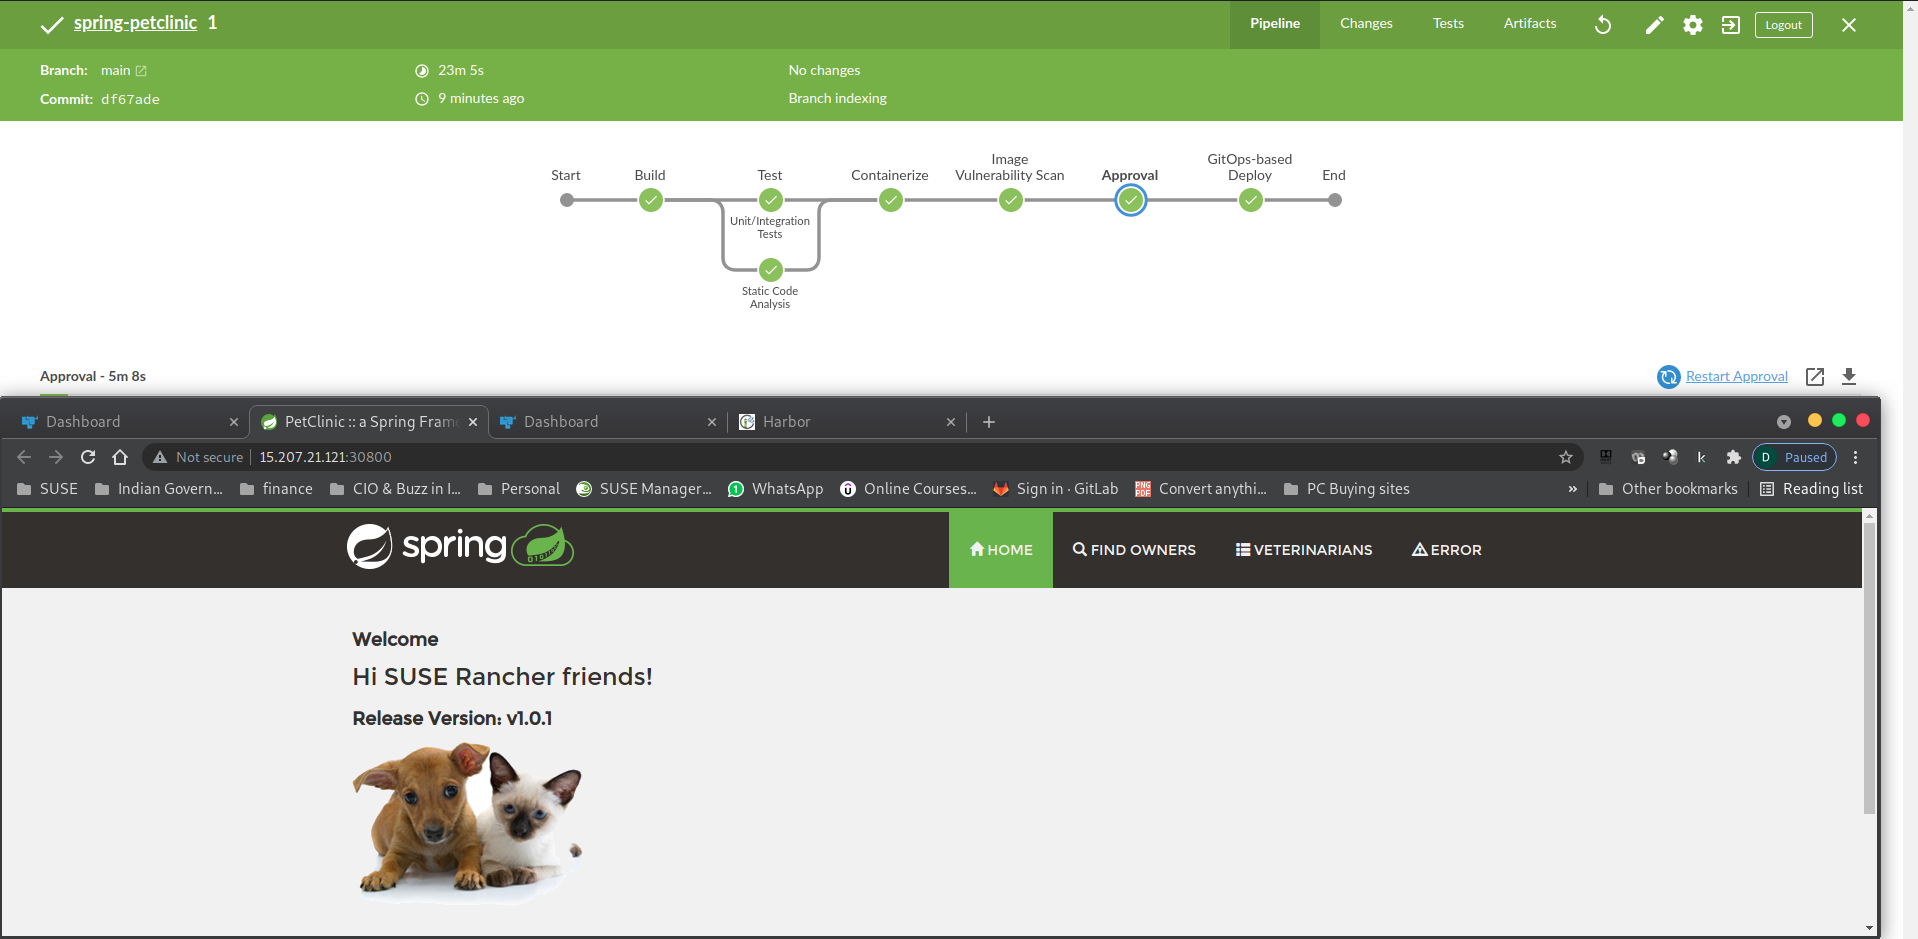 spring-petclinic 1
Pipeline Changes Tests Artifacts Logout
Branch: main 23m 5s No changes
Commit: df67ade 9 minutes ago Branch indexing
Start Build Test Containerize Image Vulnerability Scan Approval GitOps-based Deploy End
Unit/Integration
Tests
Static Code
Analysis
Approval - 5m 8s Restart Approval
Dashboard PetClinic :: a Spring Frame Dashboard Harbor
Not secure 15.207.21.121:30800 D Paused
SUSE Indian Govern... finance CIO & Buzz in I... Personal SUSE Manager... WhatsApp Online Courses... Sign in · GitLab Convert anythi... PC Buying sites » Other bookmarks Reading list
spring HOME FIND OWNERS VETERINARIANS ERROR
Welcome
Hi SUSE Rancher friends!
Release Version: v1.0.1